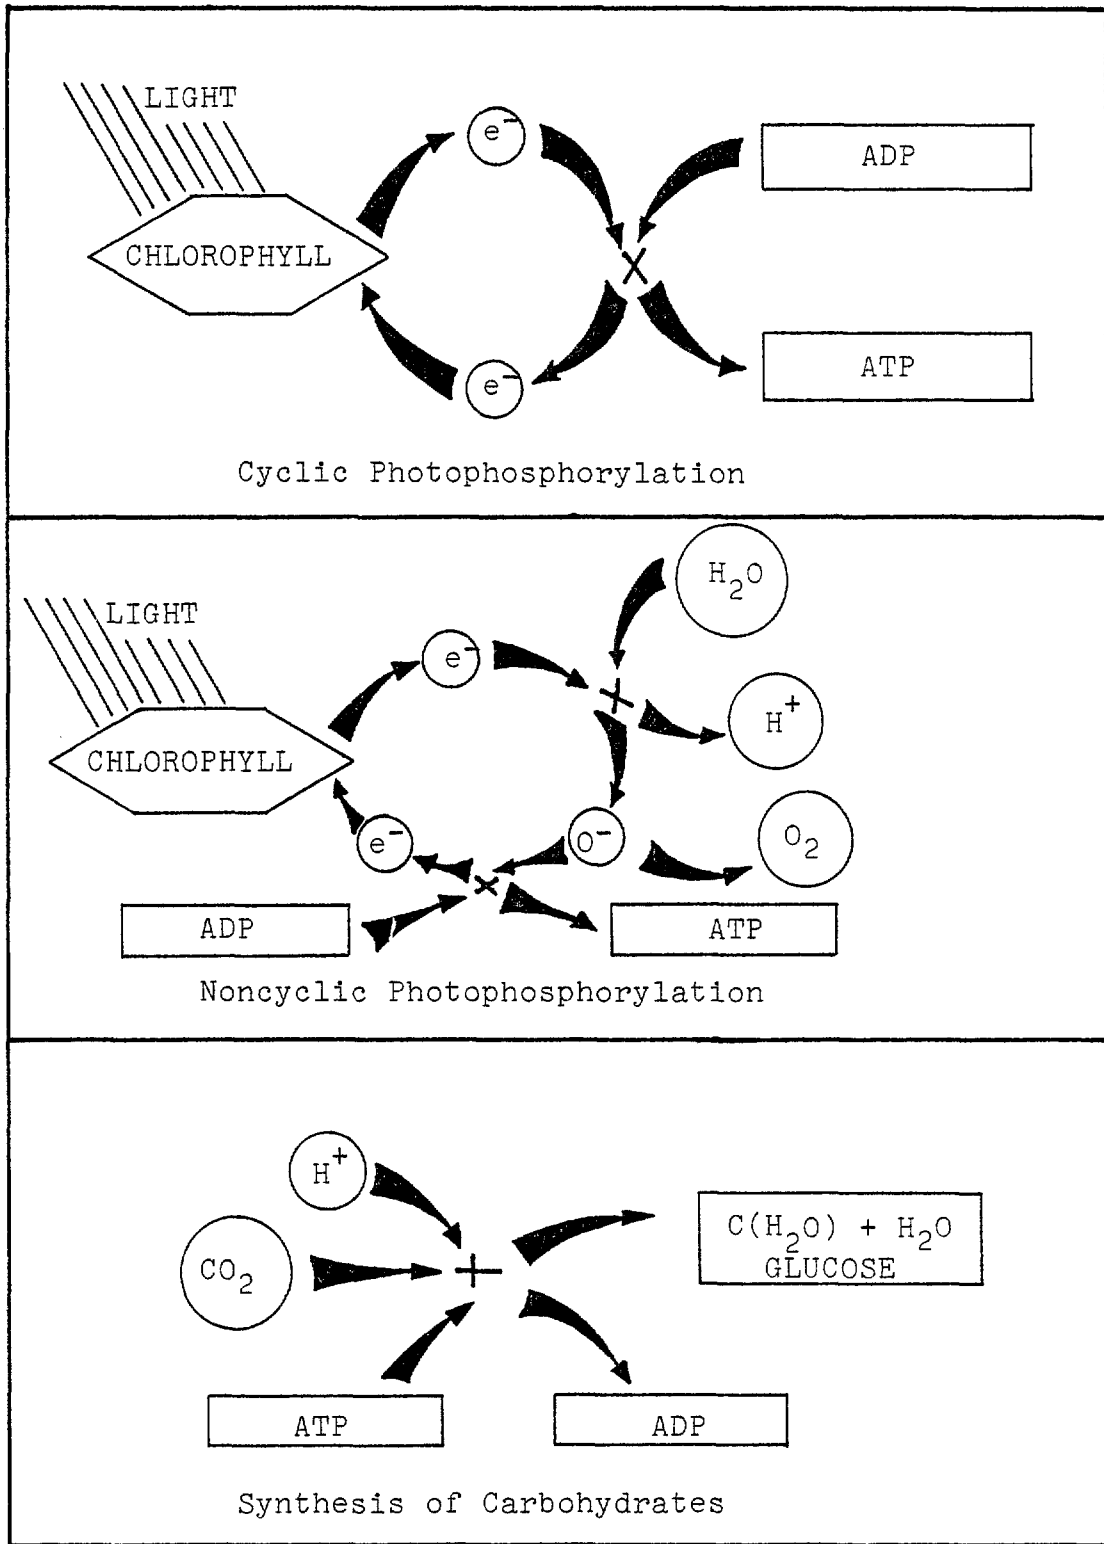 LIGHT
e⁻
ADP
CHLOROPHYLL
e⁻
ATP
Cyclic Photophosphorylation
H₂O
LIGHT
e⁻
H⁺
CHLOROPHYLL
e⁻
O⁻
O₂
ADP
ATP
Noncyclic Photophosphorylation
H⁺
CO₂
C(H₂O) + H₂O
GLUCOSE
ATP
ADP
Synthesis of Carbohydrates